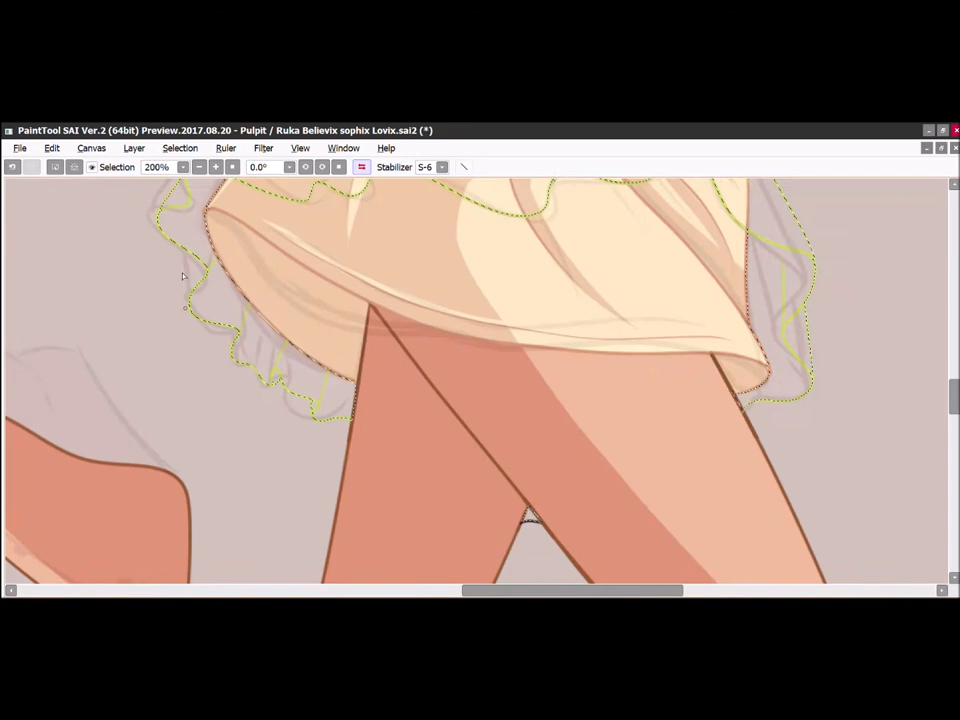 PaintTool SAI Ver.2 (64bit) Preview.2017.08.20 - Pulpit / Ruka Believix sophix Lovix.sai2 (*)
File Edit Canvas Layer Selection Ruler Filter View Window Help
Selection 200% 0.0° Stabilizer S-6